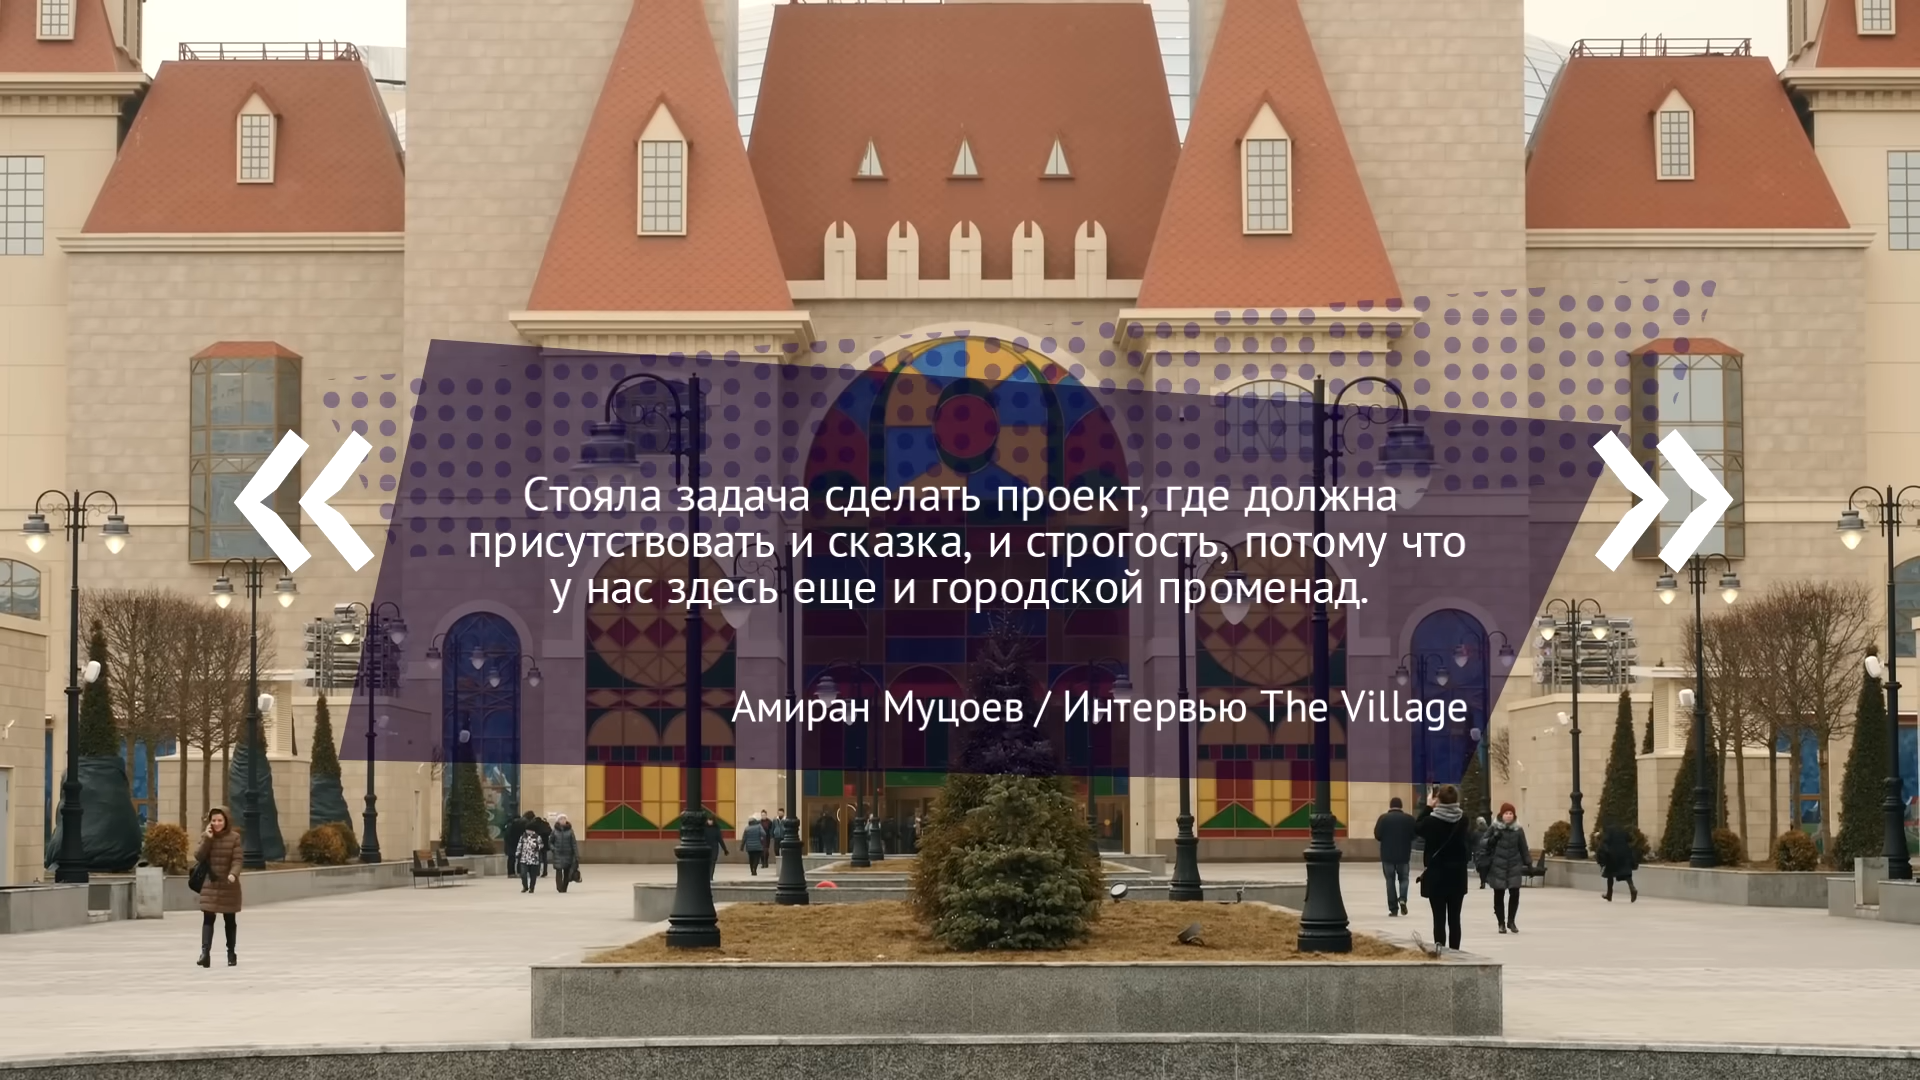 Стояла задача сделать проект, где должна
присутствовать и сказка, и строгость, потому что
у нас здесь еще и городской променад.
Амиран Муцоев / Интервью The Village